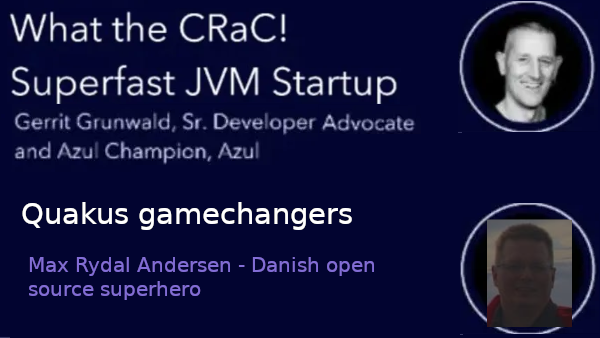 What the CRaC!
Superfast JVM Startup
Gerrit Grunwald, Sr. Developer Advocate
and Azul Champion, Azul
Quakus gamechangers
Max Rydal Andersen - Danish open
source superhero